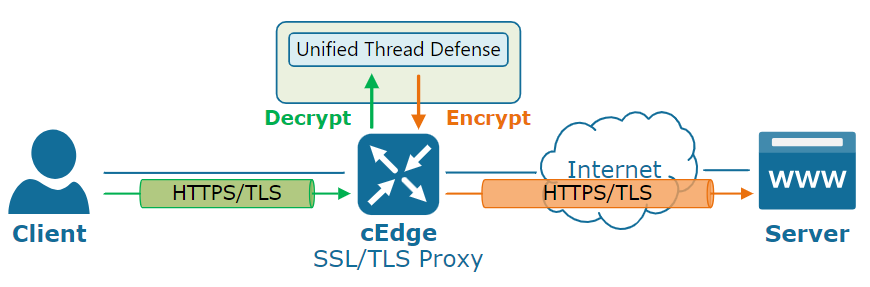 Unified Thread Defense
Decrypt
Encrypt
Internet
HTTPS/TLS
HTTPS/TLS
WWW
Client
cEdge
SSL/TLS Proxy
Server